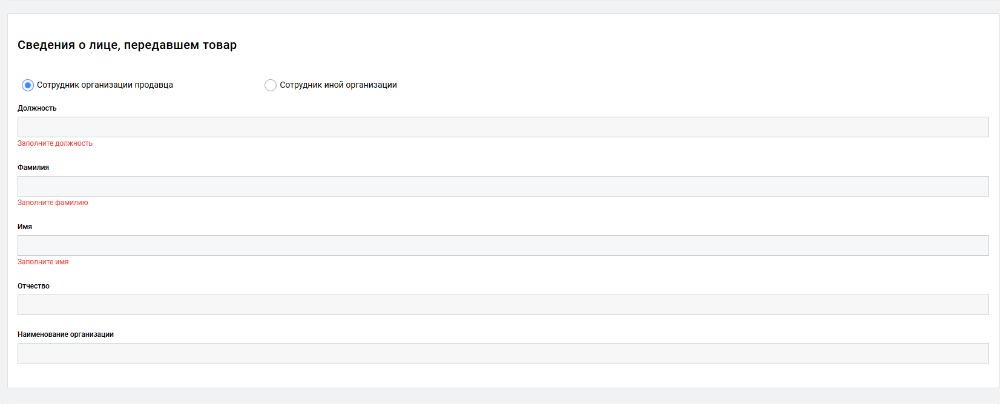 Сведения о лице, передавшем товар
Сотрудник организации продавца
Сотрудник иной организации
Должность
Заполните должность
Фамилия
Заполните фамилию
Имя
Заполните имя
Отчество
Наименование организации